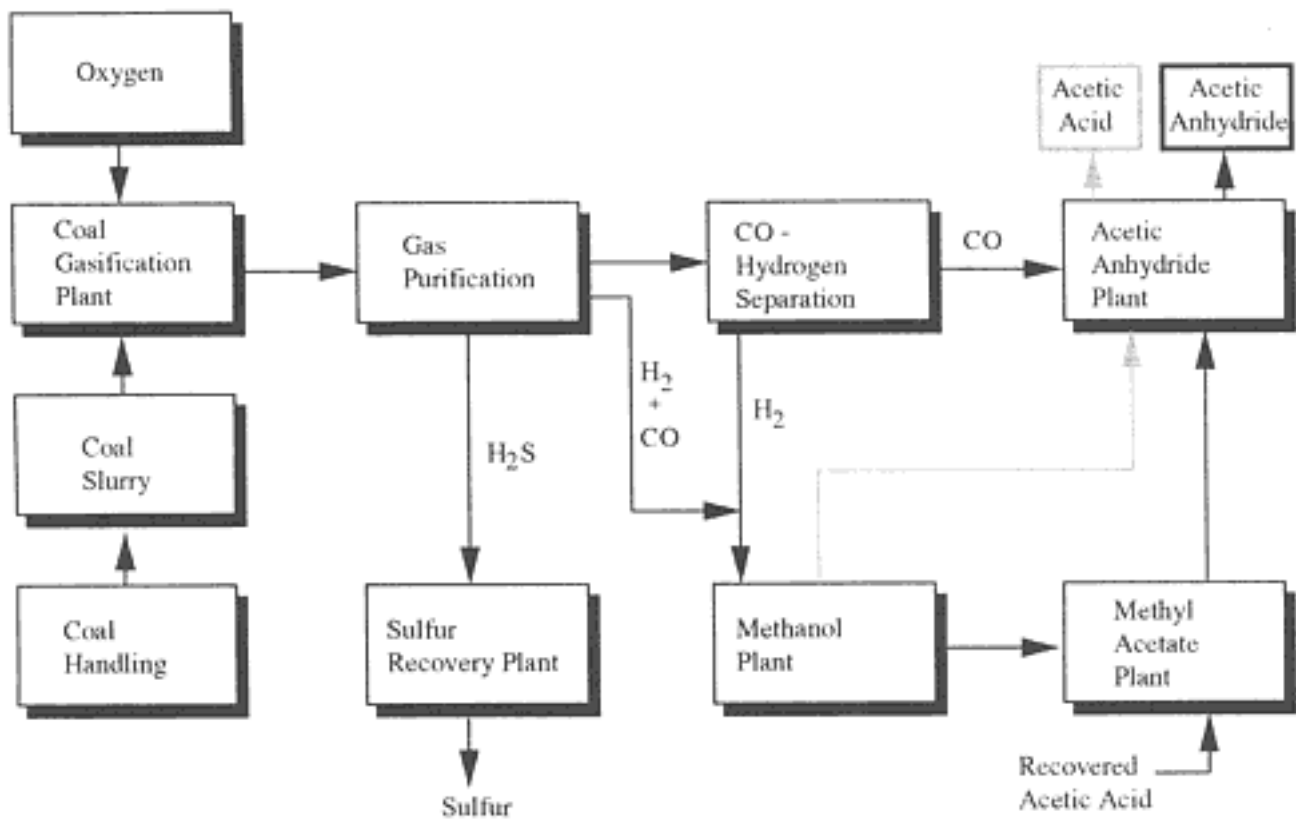 Oxygen
Acetic
Acid
Acetic
Anhydride
Coal
Gasification
Plant
Gas
Purification
CO -
Hydrogen
Separation
CO
Acetic
Anhydride
Plant
Coal
Slurry
H2S
H2
+
CO
H2
Coal
Handling
Sulfur
Recovery Plant
Methanol
Plant
Methyl
Acetate
Plant
Sulfur
Recovered
Acetic Acid